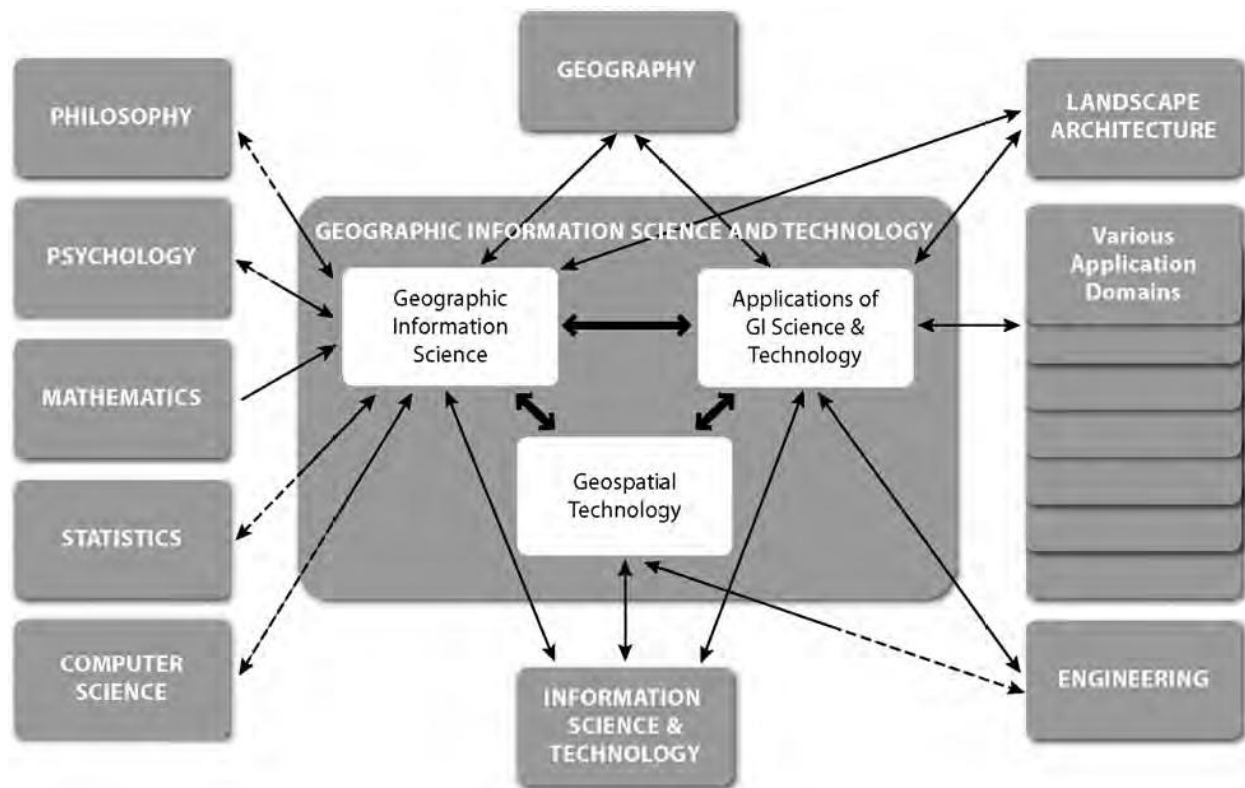 GEOGRAPHY
PHILOSOPHY
LANDSCAPE
ARCHITECTURE
GEOGRAPHIC INFORMATION SCIENCE AND TECHNOLOGY
PSYCHOLOGY
Various
Application
Domains
Geographic
Information
Science
Applications of
GI Science &
Technology
MATHEMATICS
Geospatial
Technology
STATISTICS
COMPUTER
SCIENCE
INFORMATION
SCIENCE &
TECHNOLOGY
ENGINEERING